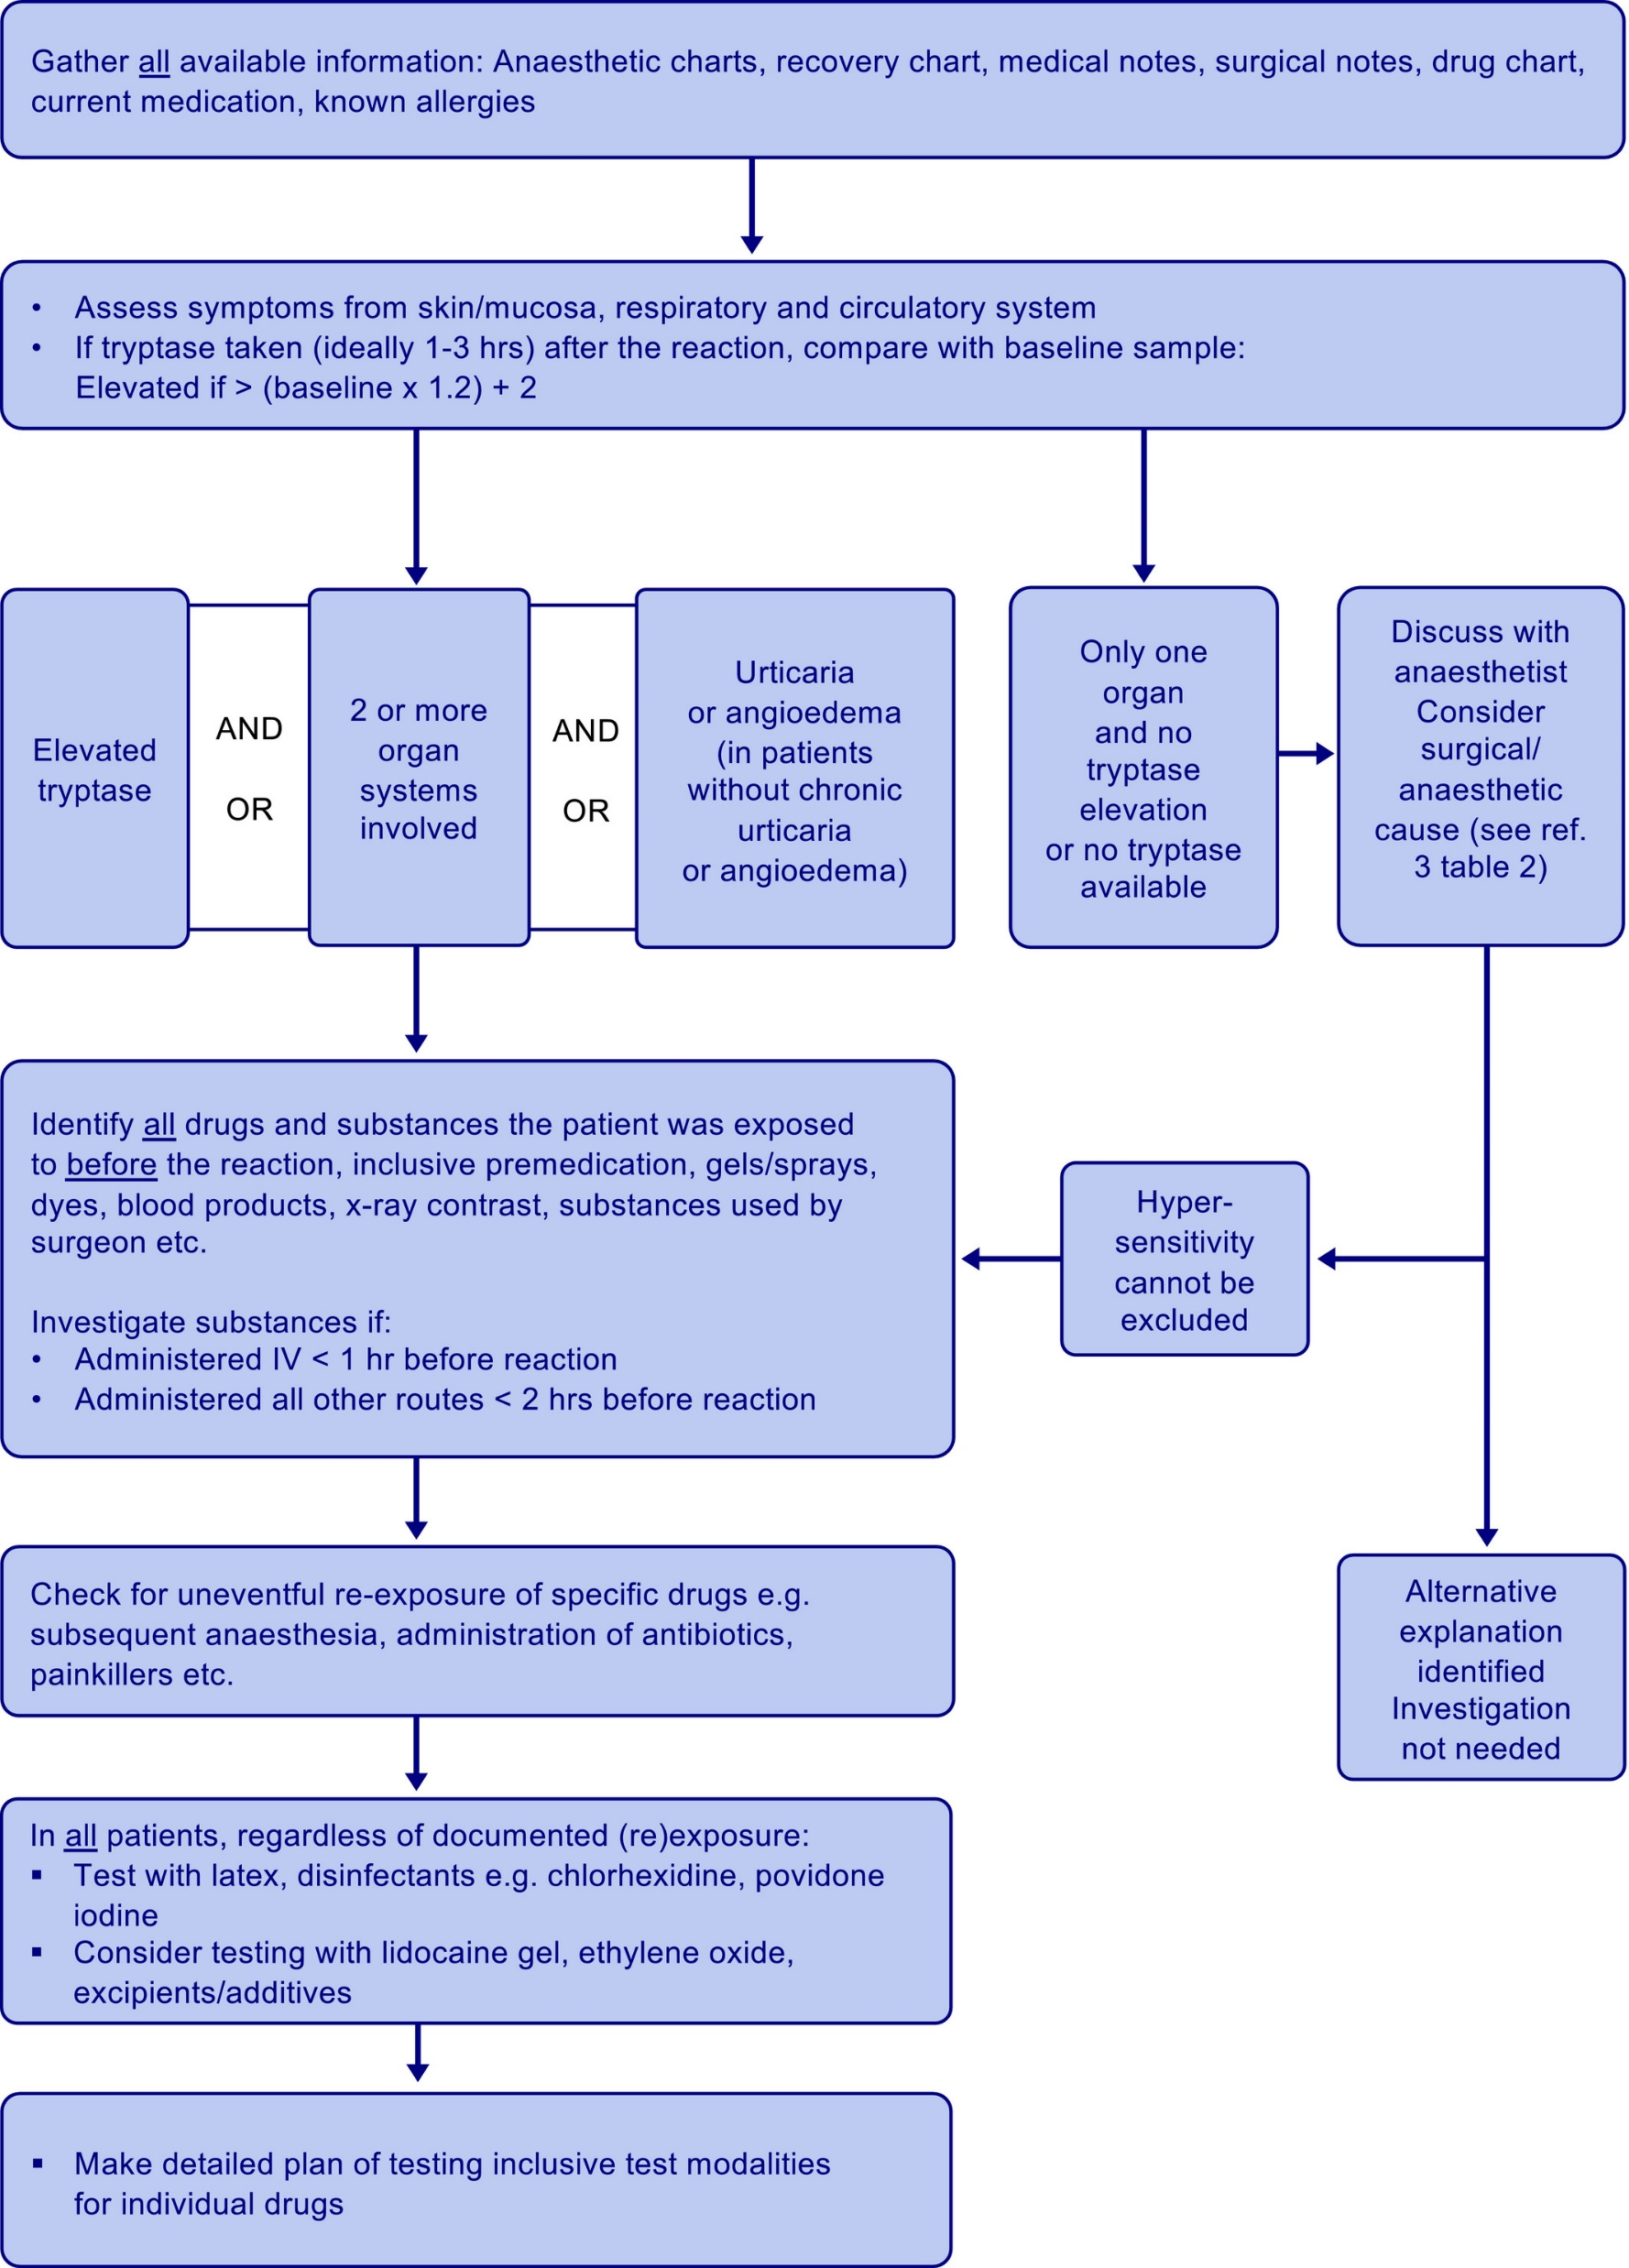 Gather all available information: Anaesthetic charts, recovery chart, medical notes, surgical notes, drug chart,
current medication, known allergies
• Assess symptoms from skin/mucosa, respiratory and circulatory system
• If tryptase taken (ideally 1-3 hrs) after the reaction, compare with baseline sample:
Elevated if > (baseline x 1.2) + 2
Elevated
tryptase
AND
OR
2 or more
organ
systems
involved
AND
OR
Urticaria
or angioedema
(in patients
without chronic
urticaria
or angioedema)
Only one
organ
and no
tryptase
elevation
or no tryptase
available
Discuss with
anaesthetist
Consider
surgical/
anaesthetic
cause (see ref.
3 table 2)
Identify all drugs and substances the patient was exposed
to before the reaction, inclusive premedication, gels/sprays,
dyes, blood products, x-ray contrast, substances used by
surgeon etc.
Investigate substances if:
• Administered IV < 1 hr before reaction
• Administered all other routes < 2 hrs before reaction
Hyper-
sensitivity
cannot be
excluded
Check for uneventful re-exposure of specific drugs e.g.
subsequent anaesthesia, administration of antibiotics,
painkillers etc.
Alternative
explanation
identified
Investigation
not needed
In all patients, regardless of documented (re)exposure:
▪ Test with latex, disinfectants e.g. chlorhexidine, povidone
iodine
▪ Consider testing with lidocaine gel, ethylene oxide,
excipients/additives
▪ Make detailed plan of testing inclusive test modalities
for individual drugs